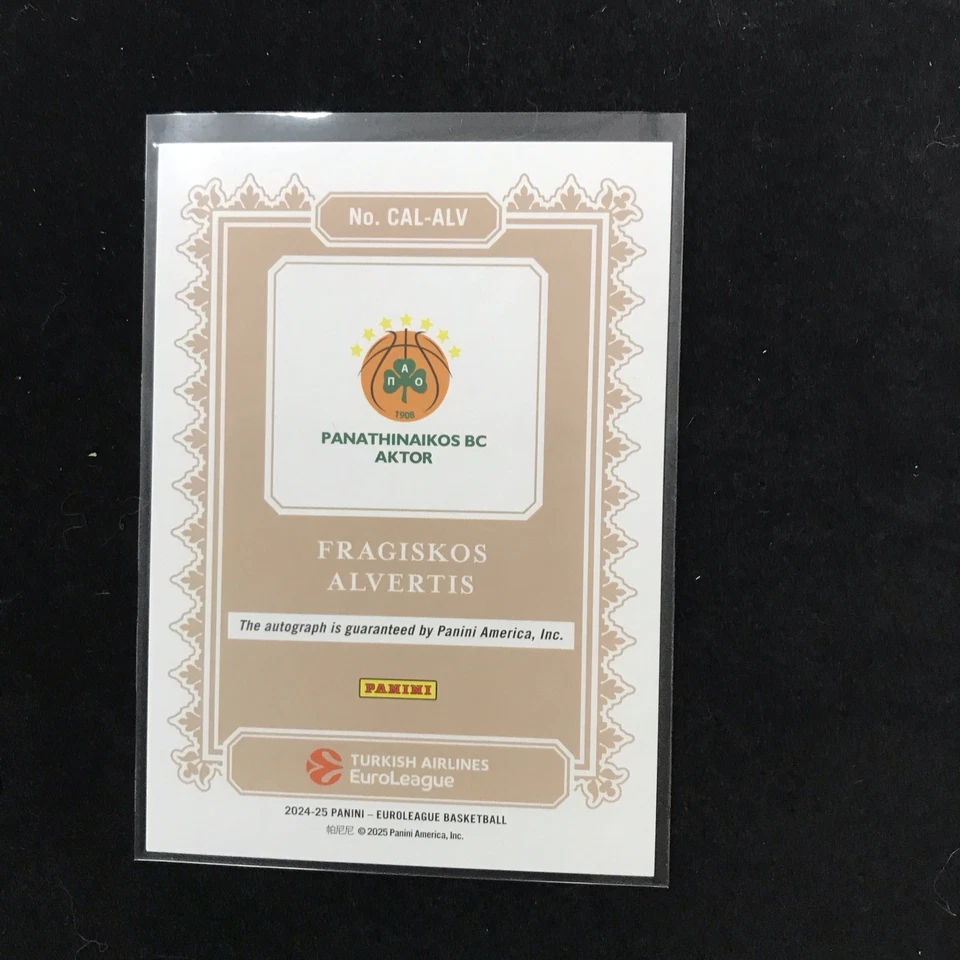 No. CAL-ALV
Α
Π Ο
1908
PANATHINAIKOS BC
AKTOR
FRAGISKOS
ALVERTIS
The autograph is guaranteed by Panini America, Inc.
PANINI
TURKISH AIRLINES
EuroLeague
2024-25 PANINI – EUROLEAGUE BASKETBALL
帕尼尼 © 2025 Panini America, Inc.